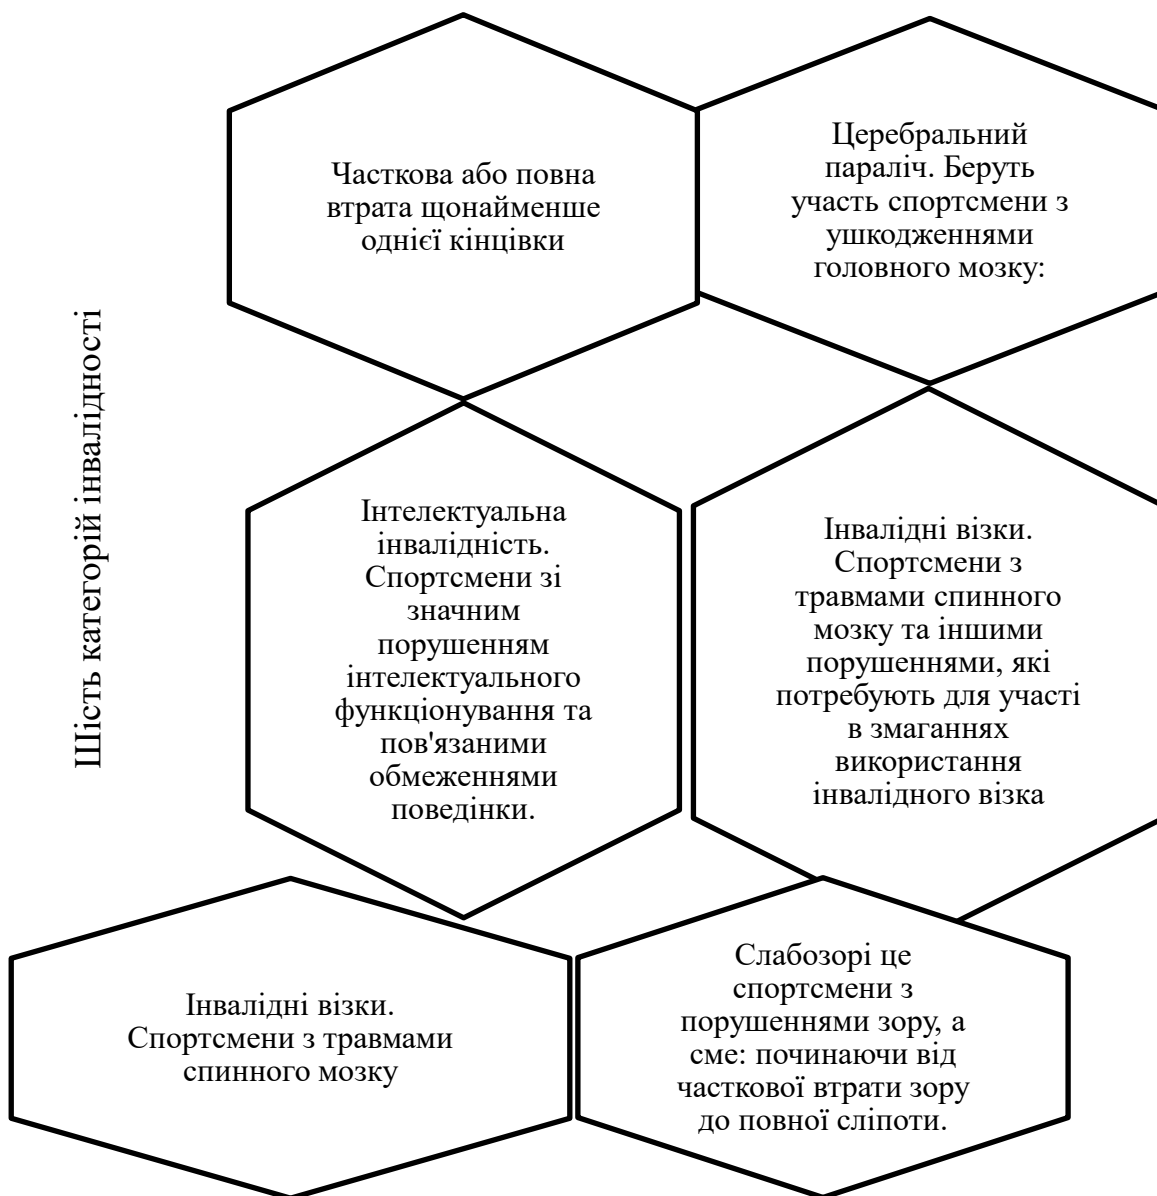 Шість категорій інвалідності
Часткова або повна
втрата щонайменше
однієї кінцівки
Церебральний
параліч. Беруть
участь спортсмени з
ушкодженнями
головного мозку:
Інтелектуальна
інвалідність.
Спортсмени зі
значним
порушенням
інтелектуального
функціонування та
пов'язаними
обмеженнями
поведінки.
Інвалідні візки.
Спортсмени з
травмами спинного
мозку та іншими
порушеннями, які
потребують для участі
в змаганнях
використання
інвалідного візка
Інвалідні візки.
Спортсмени з травмами
спинного мозку
Слабозорі це
спортсмени з
порушеннями зору, а
сме: починаючи від
часткової втрати зору
до повної сліпоти.